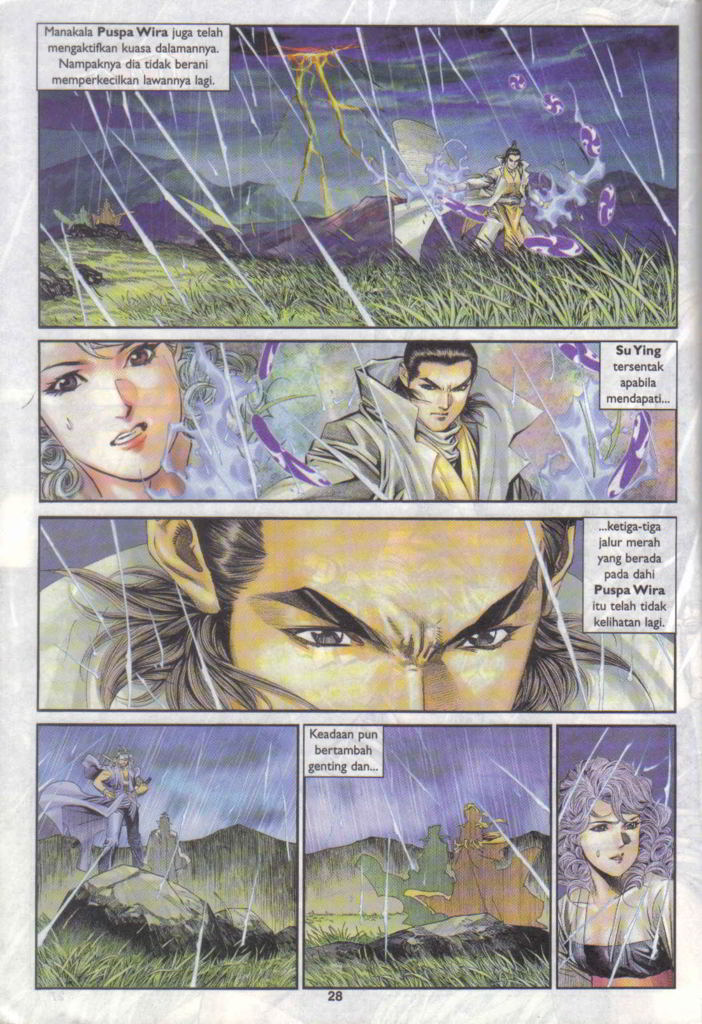 Manakala Puspa Wira juga telah
mengaktifkan kuasa dalamannya.
Nampaknya dia tidak berani
memperkecilkan lawannya lagi.
Su Ying
tersentak
apabila
mendapati...
...ketiga-tiga
jalur merah
yang berada
pada dahi
Puspa Wira
itu telah tidak
kelihatan lagi.
Keadaan pun
bertambah
genting dan...
28